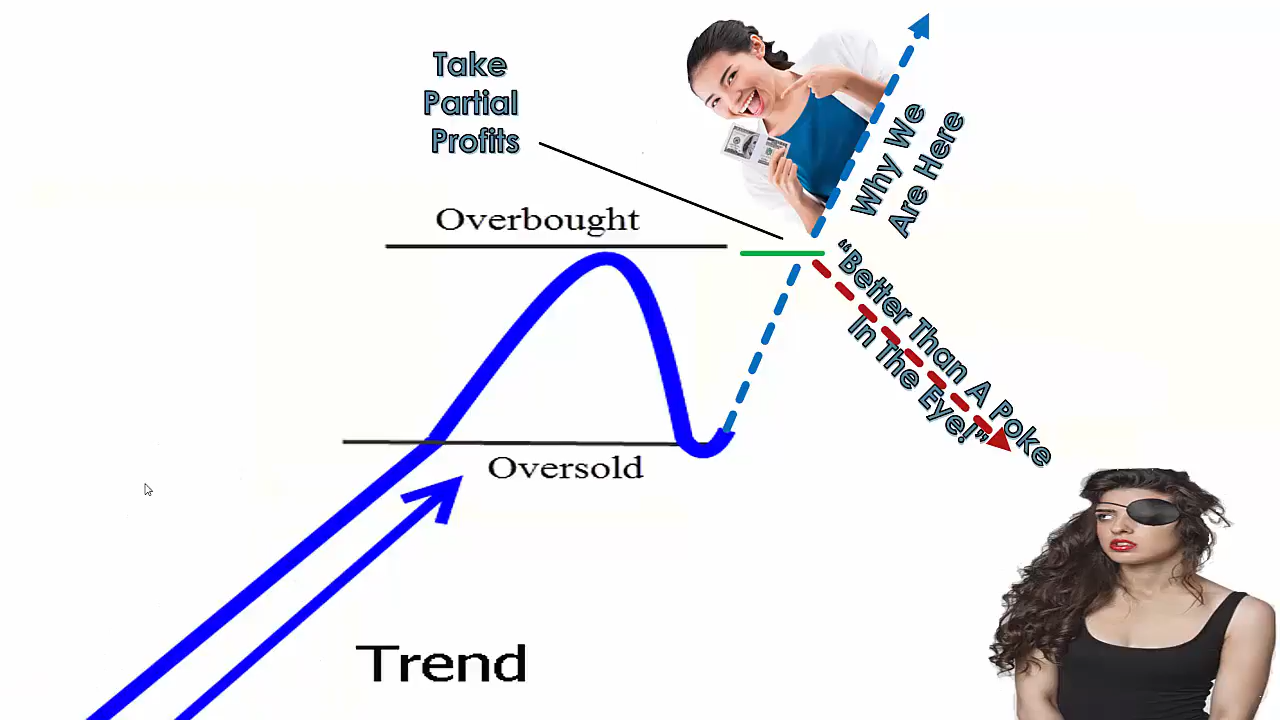 Take
Partial
Profits
Why We
Are Here
Overbought
“Better Than A Poke
In The Eye!”
Oversold
Trend